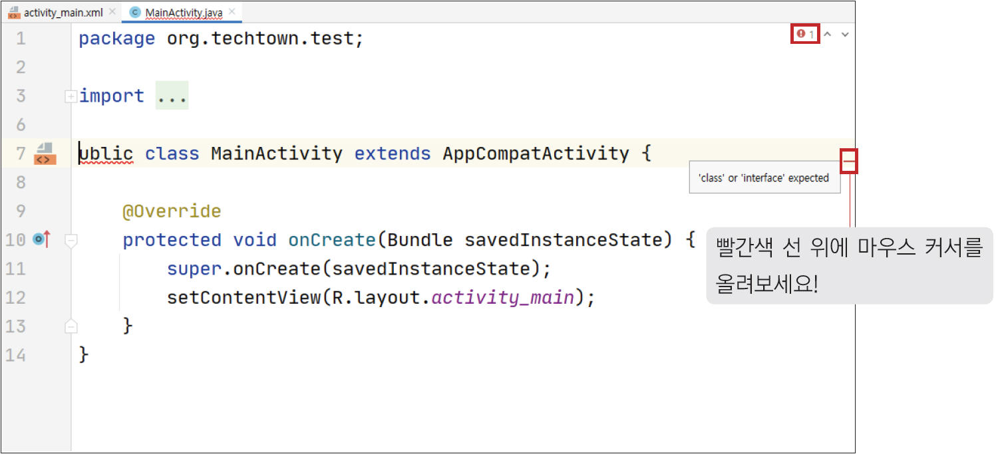 activity_main.xml MainActivity.java
1 package org.techtown.test; 1
2
3 import ...
6
7 ublic class MainActivity extends AppCompatActivity {
'class' or 'interface' expected
8
9 @Override
10 protected void onCreate(Bundle savedInstanceState) {
11 super.onCreate(savedInstanceState);
12 setContentView(R.layout.activity_main);
13 }
14 }
빨간색 선 위에 마우스 커서를
올려보세요!